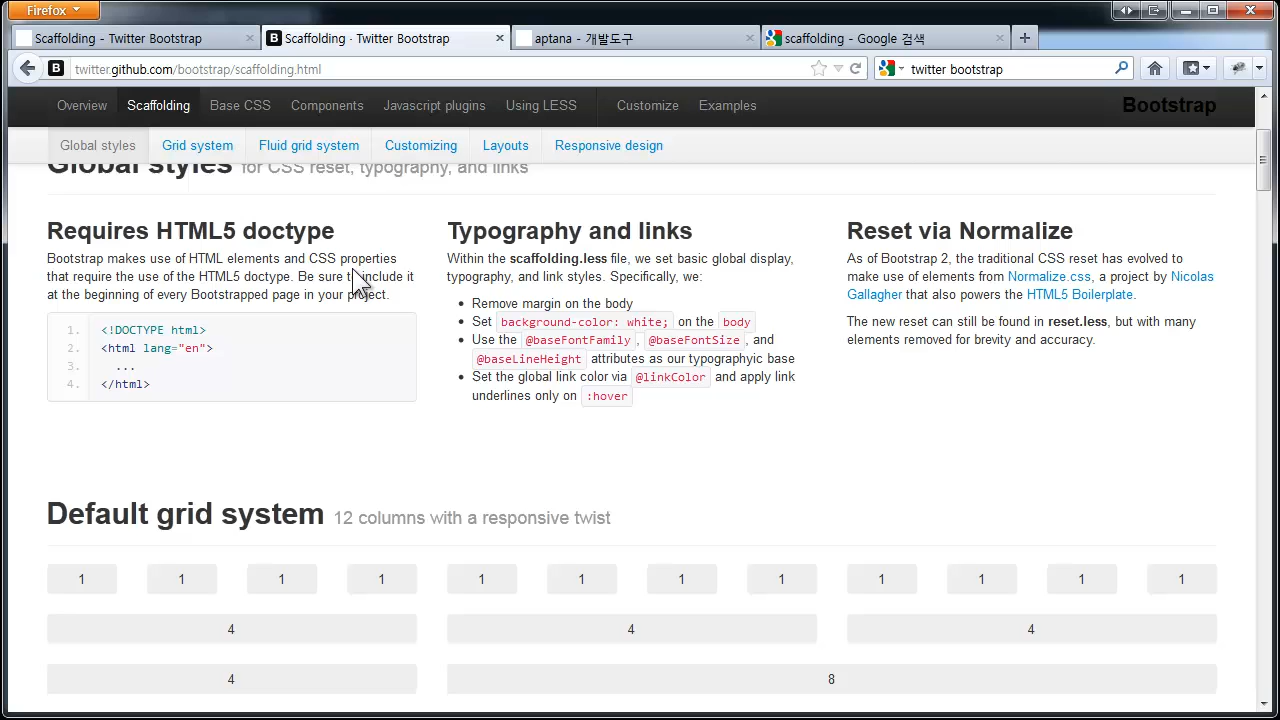 Firefox
Scaffolding - Twitter Bootstrap
Scaffolding · Twitter Bootstrap
aptana - 개발도구
scaffolding - Google 검색
twitter.github.com/bootstrap/scaffolding.html
twitter bootstrap
Overview
Scaffolding
Base CSS
Components
Javascript plugins
Using LESS
Customize
Examples
Bootstrap
Global styles
Grid system
Fluid grid system
Customizing
Layouts
Responsive design
Global styles for CSS reset, typography, and links
Requires HTML5 doctype
Bootstrap makes use of HTML elements and CSS properties
that require the use of the HTML5 doctype. Be sure to include it
at the beginning of every Bootstrapped page in your project.
1. <!DOCTYPE html>
2. <html lang="en">
3. ...
4. </html>
Typography and links
Within the scaffolding.less file, we set basic global display,
typography, and link styles. Specifically, we:
• Remove margin on the body
• Set background-color: white; on the body
• Use the @baseFontFamily, @baseFontSize, and
@baseLineHeight attributes as our typographyic base
• Set the global link color via @linkColor and apply link
underlines only on :hover
Reset via Normalize
As of Bootstrap 2, the traditional CSS reset has evolved to
make use of elements from Normalize.css, a project by Nicolas
Gallagher that also powers the HTML5 Boilerplate.
The new reset can still be found in reset.less, but with many
elements removed for brevity and accuracy.
Default grid system 12 columns with a responsive twist
1 1 1 1 1 1 1 1 1 1 1 1
4 4 4
4 8